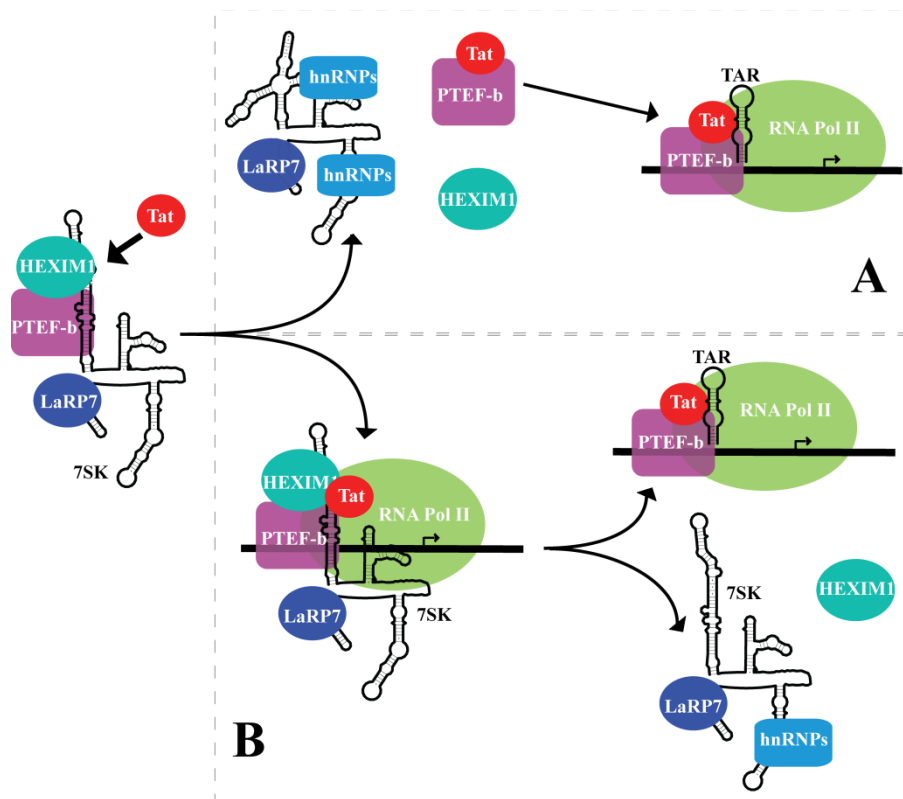 Tat
HEXIM1
PTEF-b
LaRP7
7SK
hnRNPs
LaRP7
hnRNPs
Tat
PTEF-b
HEXIM1
TAR
Tat
RNA Pol II
PTEF-b
A
HEXIM1
Tat
RNA Pol II
PTEF-b
LaRP7
7SK
B
TAR
Tat
RNA Pol II
PTEF-b
7SK
HEXIM1
LaRP7
hnRNPs